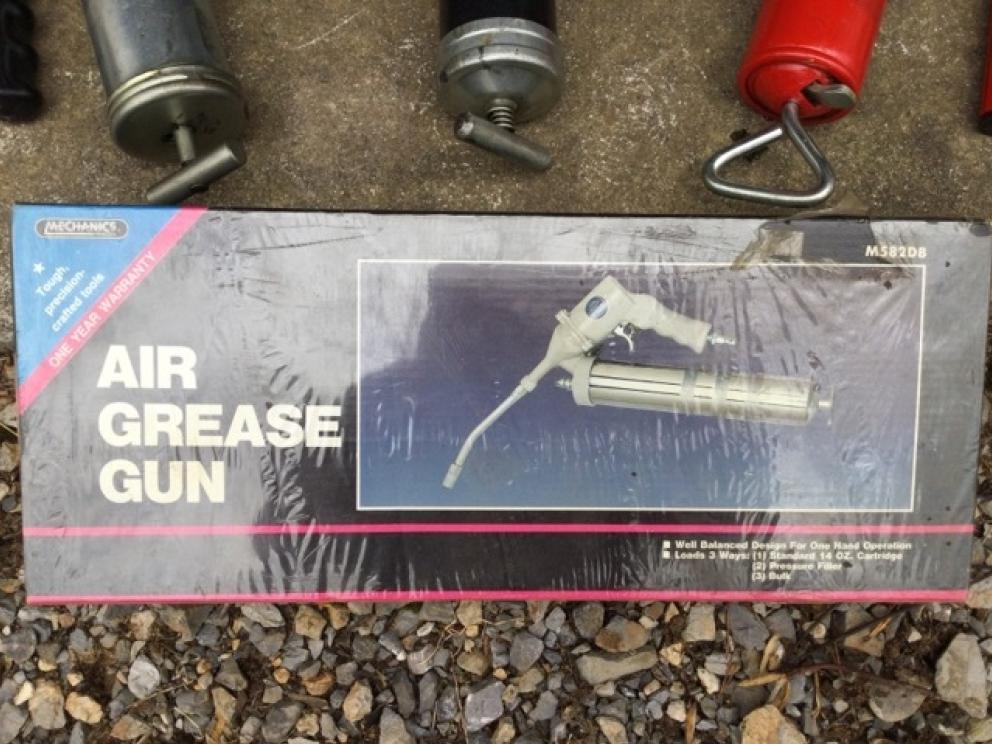 MECHANICS
Tough,
precision-
crafted tools
ONE YEAR WARRANTY
M582DB
AIR
GREASE
GUN
Well Balanced Design For One Hand Operation
Loads 3 Ways: (1) Standard 14 OZ. Cartridge
(2) Pressure Filler
(3) Bulk